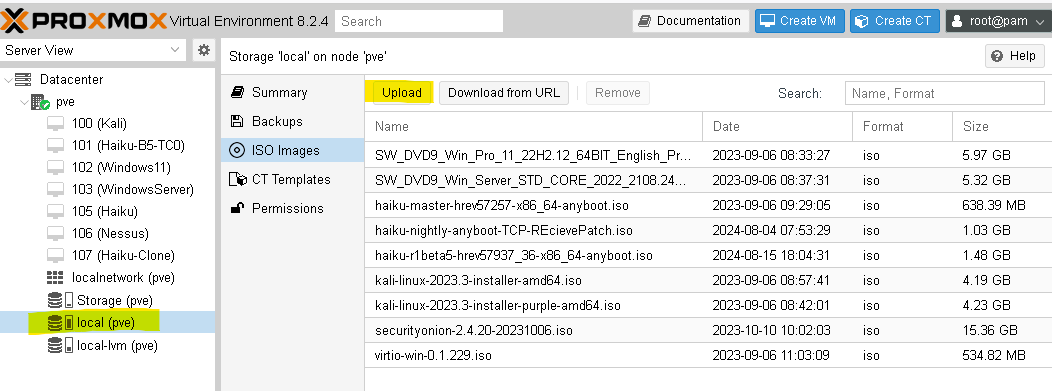 PROXMOX Virtual Environment 8.2.4 Search Documentation Create VM Create CT root@pam
Server View
Storage 'local' on node 'pve' Help
Datacenter
pve
100 (Kali)
101 (Haiku-B5-TC0)
102 (Windows11)
103 (WindowsServer)
105 (Haiku)
106 (Nessus)
107 (Haiku-Clone)
localnetwork (pve)
Storage (pve)
local (pve)
local-lvm (pve)
Summary
Backups
ISO Images
CT Templates
Permissions
Upload Download from URL Remove Search: Name, Format
Name Date Format Size
SW_DVD9_Win_Pro_11_22H2.12_64BIT_English_Pr... 2023-09-06 08:33:27 iso 5.97 GB
SW_DVD9_Win_Server_STD_CORE_2022_2108.24... 2023-09-06 08:37:31 iso 5.32 GB
haiku-master-hrev57257-x86_64-anyboot.iso 2023-09-06 09:29:05 iso 638.39 MB
haiku-nightly-anyboot-TCP-REcievePatch.iso 2024-08-04 07:53:29 iso 1.03 GB
haiku-r1beta5-hrev57937_36-x86_64-anyboot.iso 2024-08-15 18:04:31 iso 1.48 GB
kali-linux-2023.3-installer-amd64.iso 2023-09-06 08:57:41 iso 4.19 GB
kali-linux-2023.3-installer-purple-amd64.iso 2023-09-06 08:42:01 iso 4.23 GB
securityonion-2.4.20-20231006.iso 2023-10-10 10:02:03 iso 15.36 GB
virtio-win-0.1.229.iso 2023-09-06 11:03:09 iso 534.82 MB